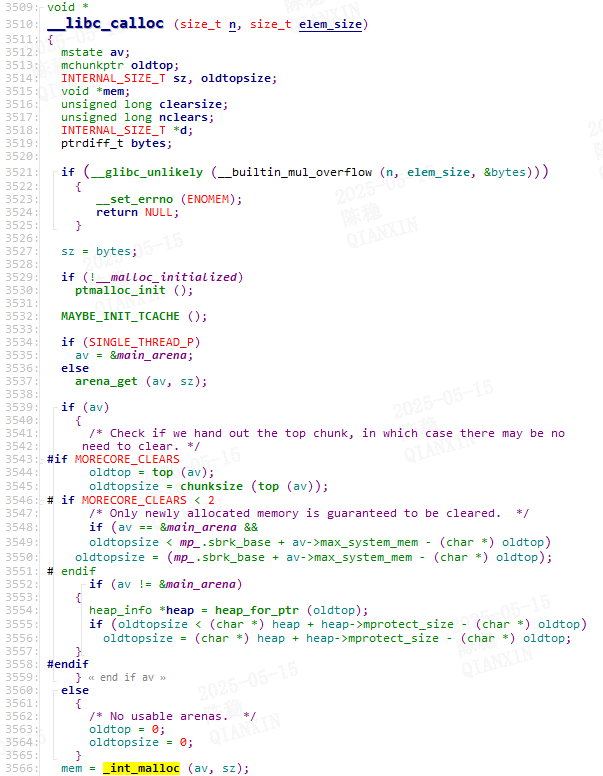 3509: void *
3510: __libc_calloc (size_t n, size_t elem_size)
3511: {
3512: mstate av;
3513: mchunkptr oldtop;
3514: INTERNAL_SIZE_T sz, oldtopsize;
3515: void *mem;
3516: unsigned long clearsize;
3517: unsigned long nclears;
3518: INTERNAL_SIZE_T *d;
3519: ptrdiff_t bytes;
3520:
3521: if (__glibc_unlikely (__builtin_mul_overflow (n, elem_size, &bytes)))
3522: {
3523: __set_errno (ENOMEM);
3524: return NULL;
3525: }
3526:
3527: sz = bytes;
3528:
3529: if (!__malloc_initialized)
3530: ptmalloc_init ();
3531:
3532: MAYBE_INIT_TCACHE ();
3533:
3534: if (SINGLE_THREAD_P)
3535: av = &main_arena;
3536: else
3537: arena_get (av, sz);
3538:
3539: if (av)
3540: {
3541: /* Check if we hand out the top chunk, in which case there may be no
3542: need to clear. */
3543: #if MORECORE_CLEARS
3544: oldtop = top (av);
3545: oldtopsize = chunksize (top (av));
3546: # if MORECORE_CLEARS < 2
3547: /* Only newly allocated memory is guaranteed to be cleared. */
3548: if (av == &main_arena &&
3549: oldtopsize < mp_.sbrk_base + av->max_system_mem - (char *) oldtop)
3550: oldtopsize = (mp_.sbrk_base + av->max_system_mem - (char *) oldtop);
3551: # endif
3552: if (av != &main_arena)
3553: {
3554: heap_info *heap = heap_for_ptr (oldtop);
3555: if (oldtopsize < (char *) heap + heap->mprotect_size - (char *) oldtop)
3556: oldtopsize = (char *) heap + heap->mprotect_size - (char *) oldtop;
3557: }
3558: #endif
3559: } « end if av »
3560: else
3561: {
3562: /* No usable arenas. */
3563: oldtop = 0;
3564: oldtopsize = 0;
3565: }
3566: mem = _int_malloc (av, sz);
2025-05-15
陈稳
QIANXIN